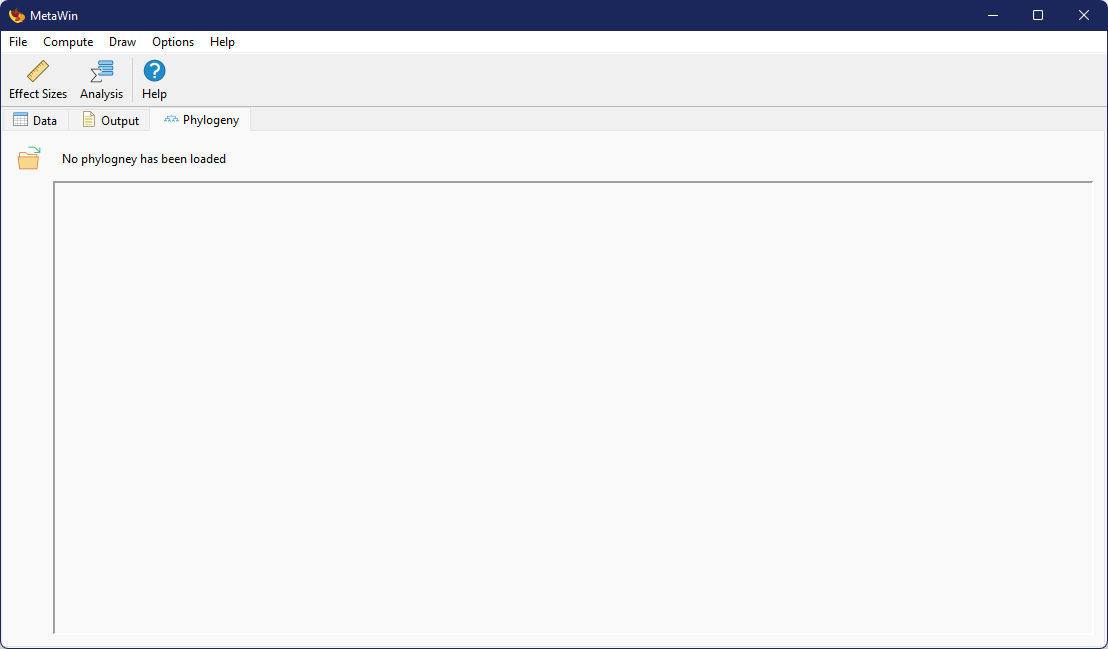 MetaWin
File Compute Draw Options Help
Effect Sizes Analysis Help
Data Output Phylogeny
No phylogney has been loaded